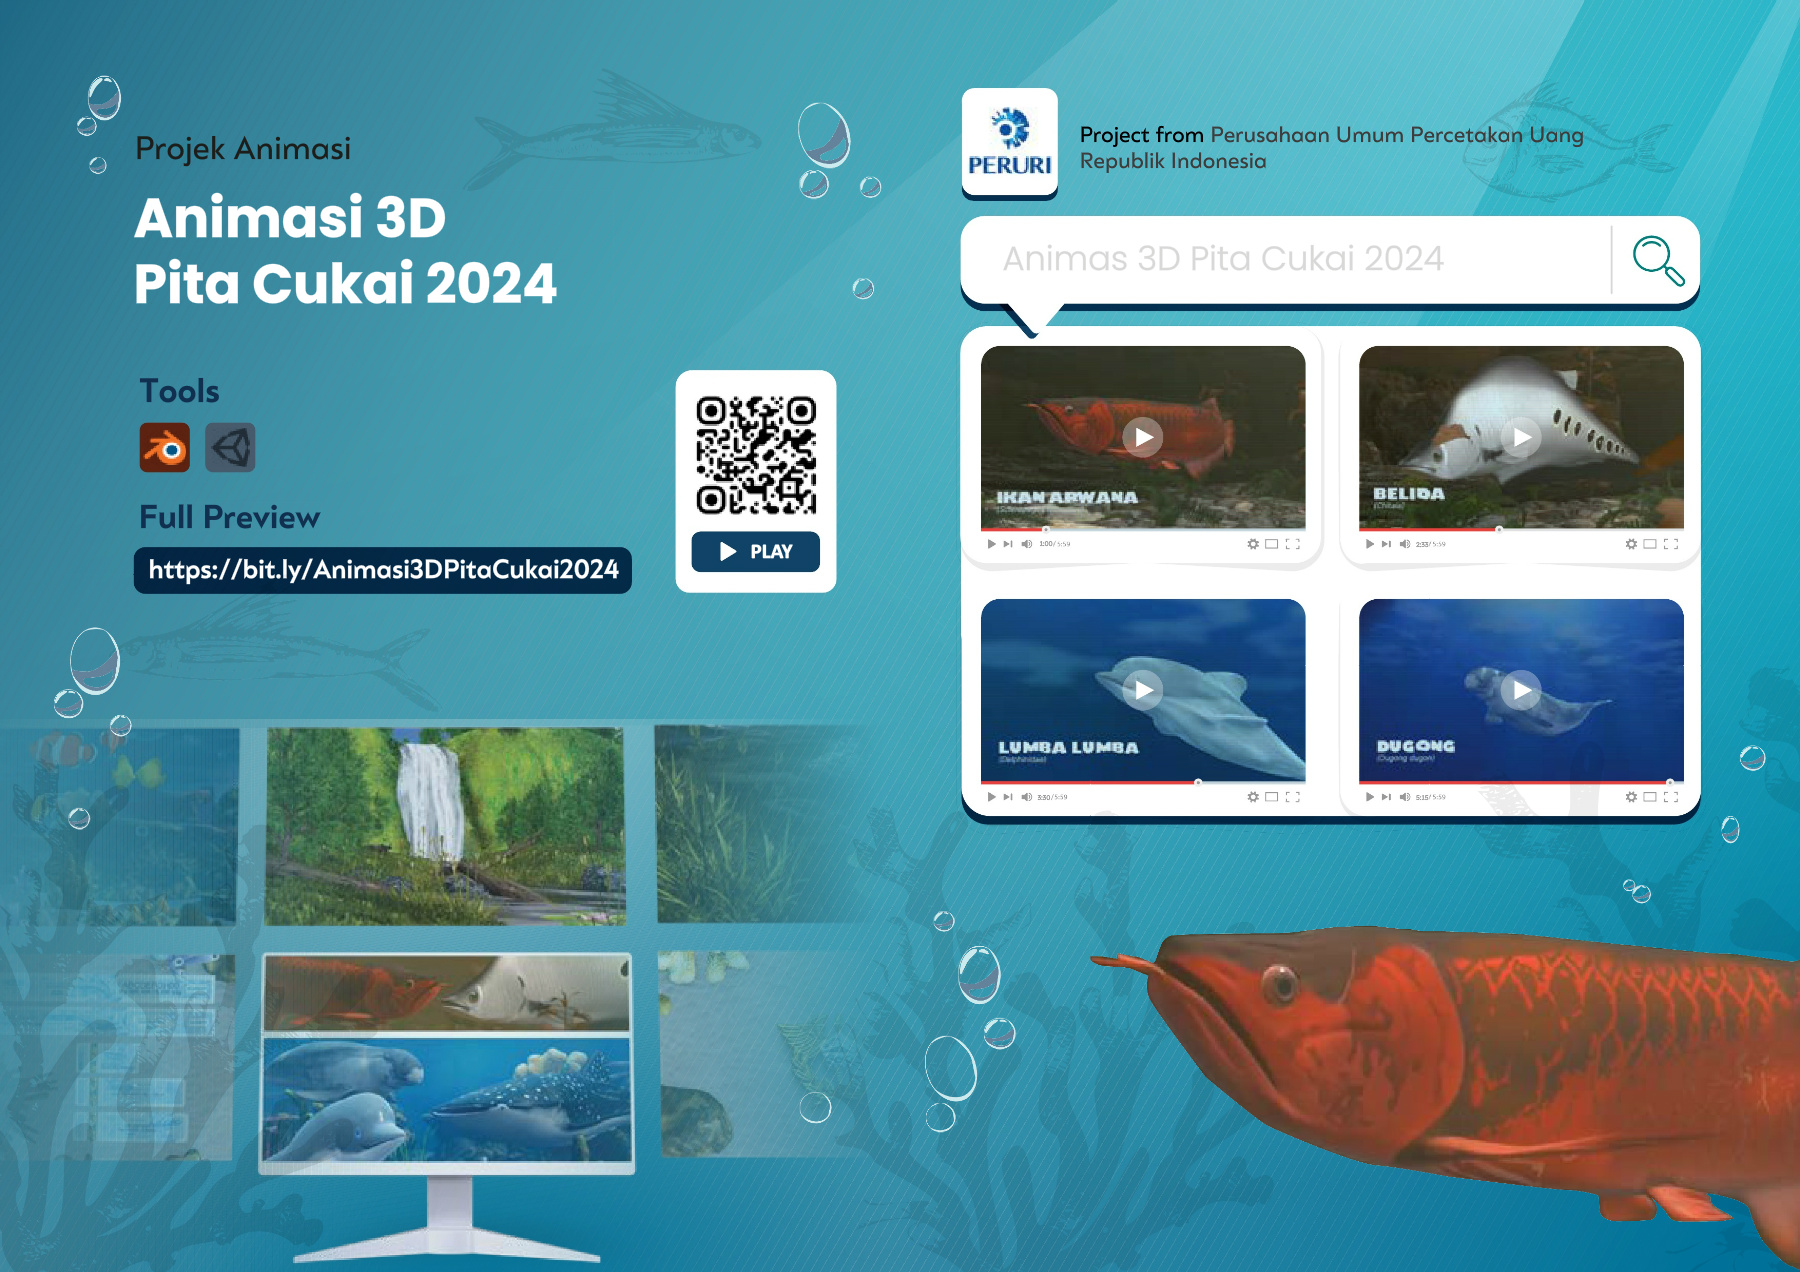 Projek Animasi
Animasi 3D
Pita Cukai 2024
Tools
Full Preview
https://bit.ly/Animasi3DPitaCukai2024
PLAY
PERURI
Project from Perusahaan Umum Percetakan Uang
Republik Indonesia
Animas 3D Pita Cukai 2024
IKAN ARWANA
1:00/5:59
BELIDA
(Chitala)
2:33/5:59
LUMBA LUMBA
(Delphinidae)
3:30/5:59
DUGONG
(Dugong dugon)
5:15/5:59